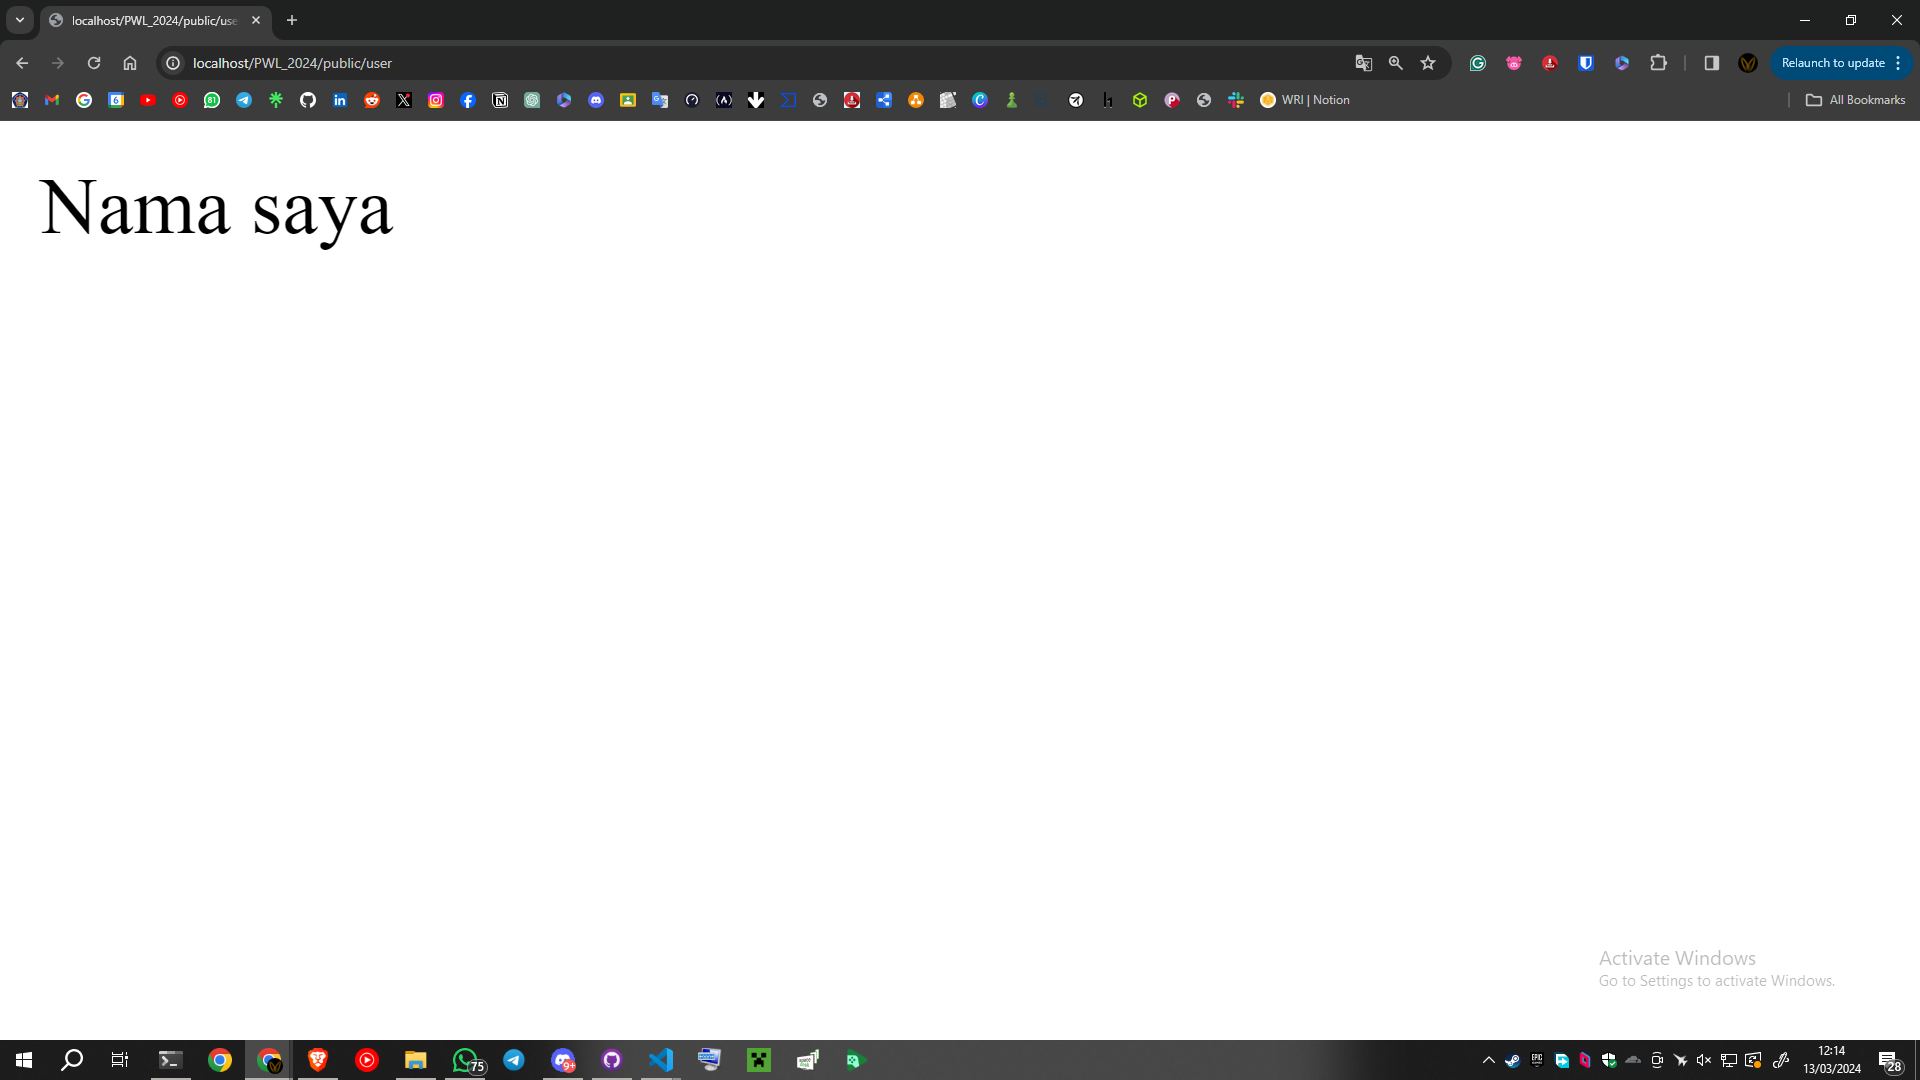 localhost/PWL_2024/public/use
localhost/PWL_2024/public/user
Relaunch to update
WRI | Notion
All Bookmarks
Nama saya
Activate Windows
Go to Settings to activate Windows.
75
9+
12:14
13/03/2024
28